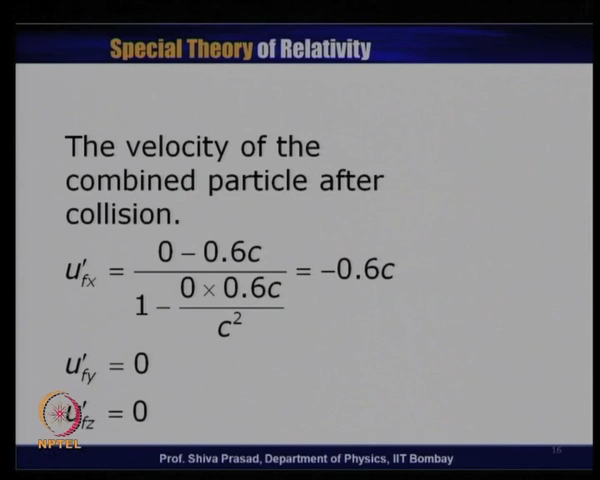 Special Theory of Relativity
The velocity of the
combined particle after
collision.
u′fx = (0 − 0.6c) / (1 − (0 × 0.6c) / c²) = −0.6c
u′fy = 0
u′fz = 0
NPTEL
16
Prof. Shiva Prasad, Department of Physics, IIT Bombay